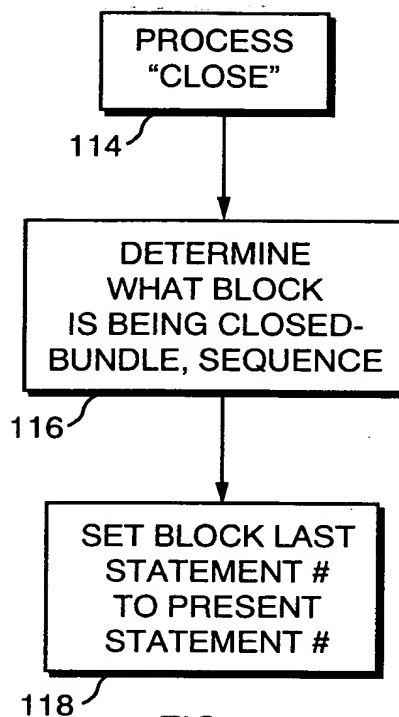 PROCESS
“CLOSE”
114
DETERMINE
WHAT BLOCK
IS BEING CLOSED-
BUNDLE, SEQUENCE
116
SET BLOCK LAST
STATEMENT #
TO PRESENT
STATEMENT #
118